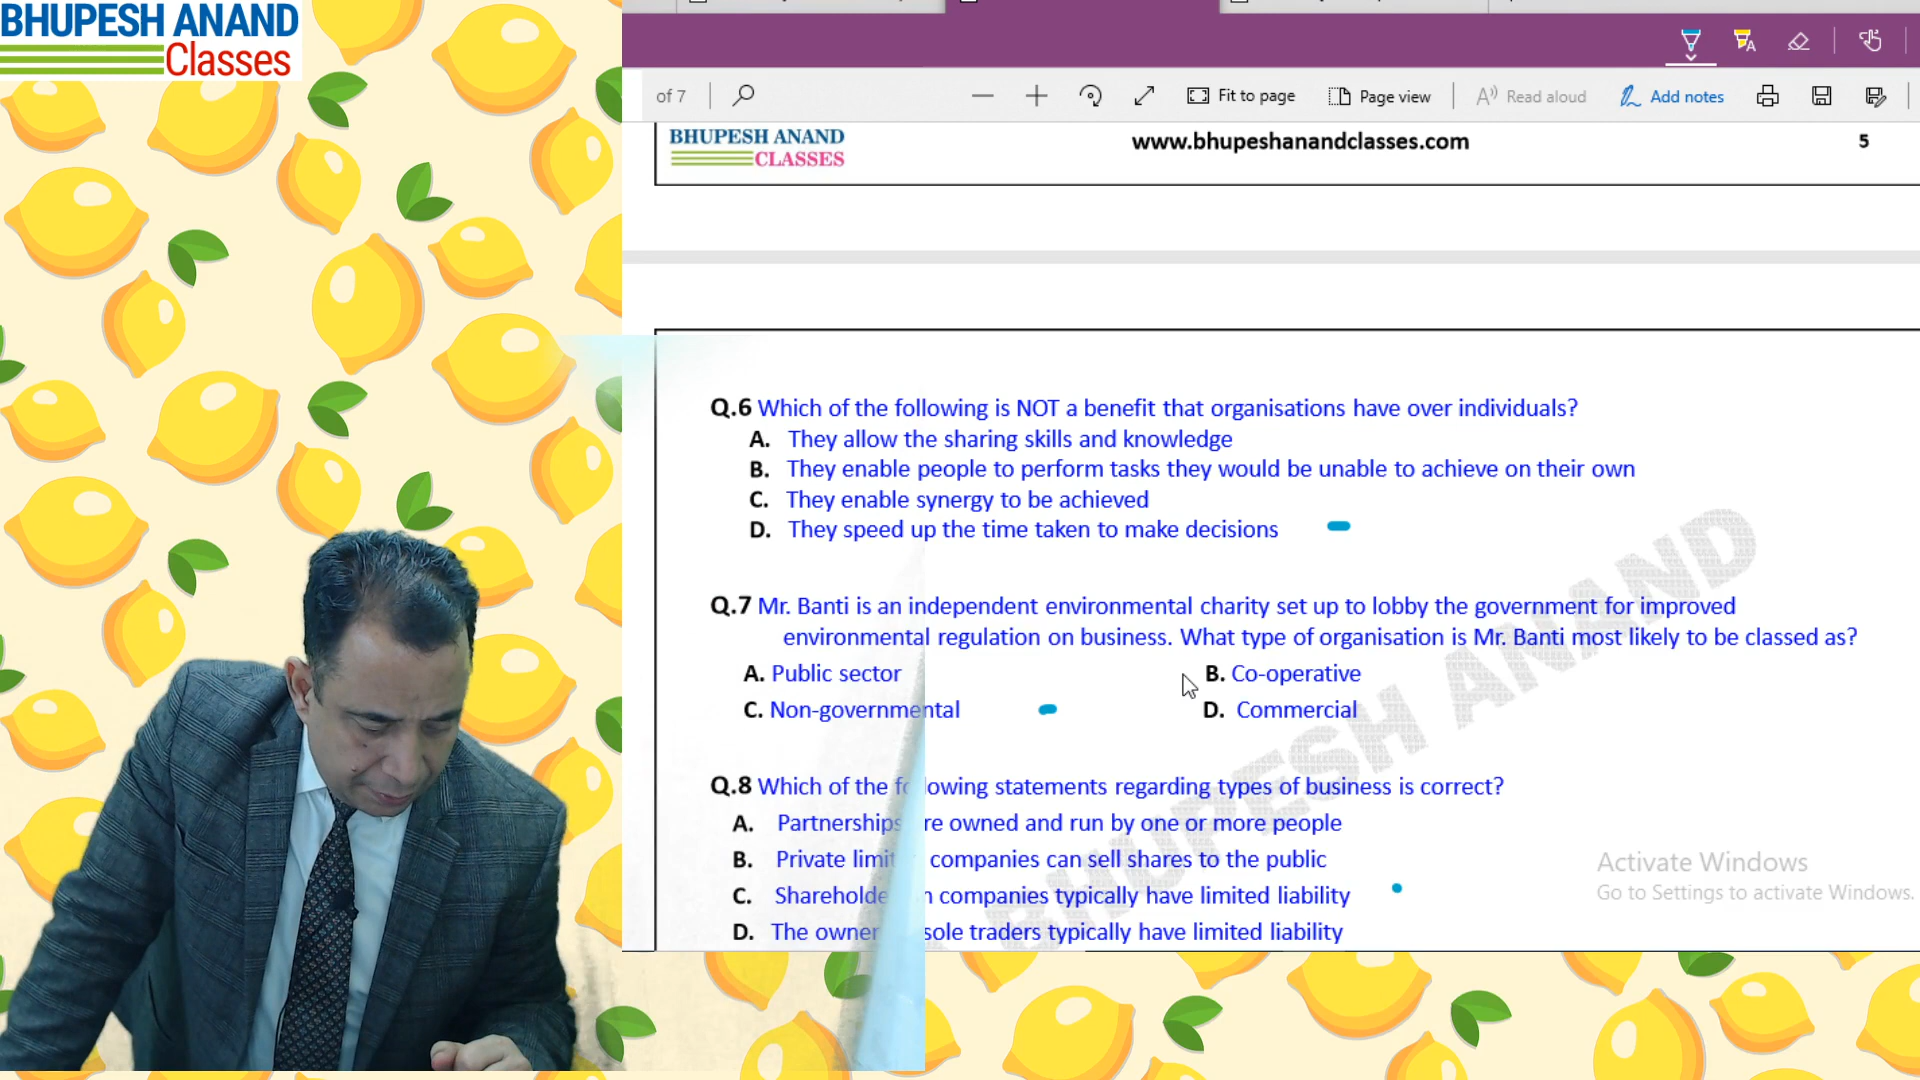 BHUPESH ANAND
Classes
of 7
Fit to page
Page view
Read aloud
Add notes
BHUPESH ANAND
CLASSES
www.bhupeshanandclasses.com
5
Q.6 Which of the following is NOT a benefit that organisations have over individuals?
A. They allow the sharing skills and knowledge
B. They enable people to perform tasks they would be unable to achieve on their own
C. They enable synergy to be achieved
D. They speed up the time taken to make decisions
Q.7 Mr. Banti is an independent environmental charity set up to lobby the government for improved
environmental regulation on business. What type of organisation is Mr. Banti most likely to be classed as?
A. Public sector
B. Co-operative
C. Non-governmental
D. Commercial
Q.8 Which of the following statements regarding types of business is correct?
A. Partnerships are owned and run by one or more people
B. Private limited companies can sell shares to the public
C. Shareholders in companies typically have limited liability
D. The owner sole traders typically have limited liability
BHUPESH ANAND
Activate Windows
Go to Settings to activate Windows.